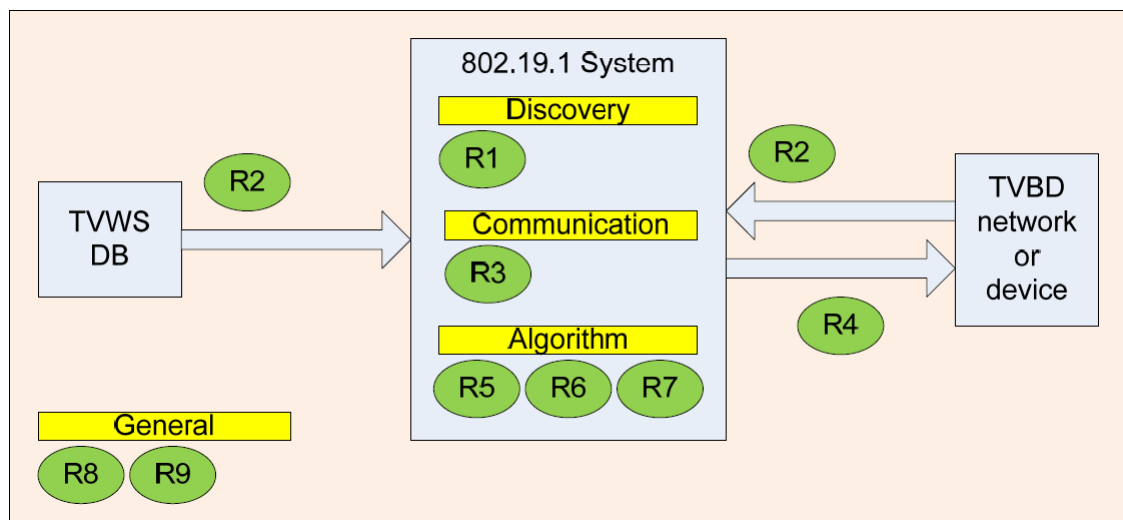 802.19.1 System
Discovery
R1
R2
R2
TVWS
DB
TVBD
network
or
device
Communication
R3
R4
Algorithm
R5 R6 R7
General
R8 R9